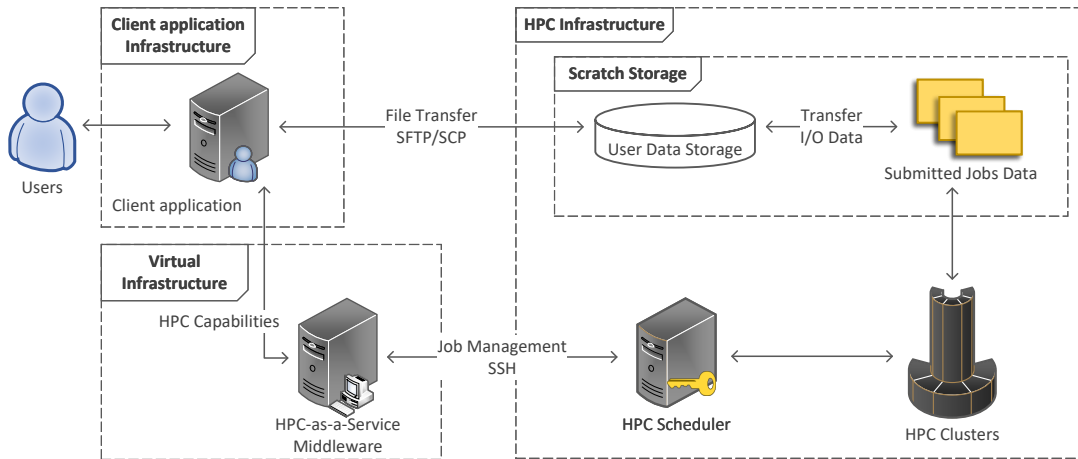 Client application
Infrastructure
HPC Infrastructure
Scratch Storage
File Transfer
SFTP/SCP
User Data Storage
Transfer
I/O Data
Submitted Jobs Data
Users
Client application
Virtual
Infrastructure
HPC Capabilities
Job Management
SSH
HPC-as-a-Service
Middleware
HPC Scheduler
HPC Clusters